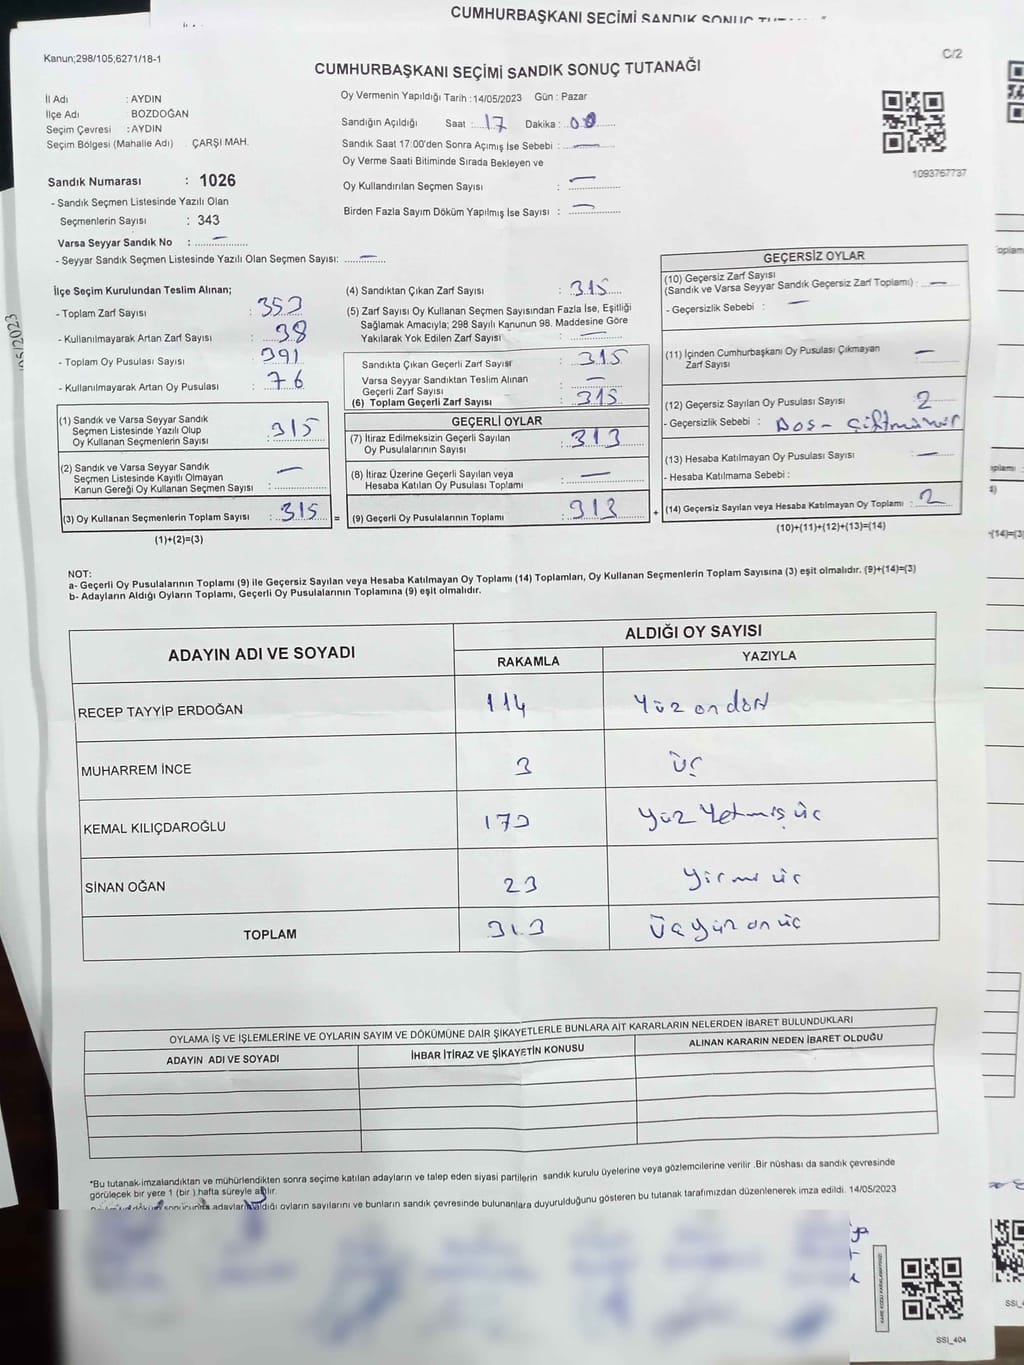 CUMHURBAŞKANI SECİMİ SANDIK SONUÇ
Kanun;298/105,6271/18-1
C/2
CUMHURBAŞKANI SEÇİMİ SANDIK SONUÇ TUTANAĞI
İl Adı : AYDIN
İlçe Adı : BOZDOĞAN
Seçim Çevresi : AYDIN
Seçim Bölgesi (Mahalle Adı) . ÇARŞI MAH.
Sandık Numarası : 1026
- Sandık Seçmen Listesinde Yazılı Olan
Seçmenlerin Sayısı : 343
Varsa Seyyar Sandık No : —
- Seyyar Sandık Seçmen Listesinde Yazılı Olan Seçmen Sayısı: —
Oy Vermenin Yapıldığı Tarih : 14/05/2023 Gün : Pazar
Sandığın Açıldığı Saat : 17 Dakika : 00
Sandık Saat 17:00'den Sonra Açımış İse Sebebi : —
Oy Verme Saati Bitiminde Sırada Bekleyen ve
Oy Kullandırılan Seçmen Sayısı : —
Birden Fazla Sayım Döküm Yapılmış İse Sayısı : —
1093767737
İlçe Seçim Kurulundan Teslim Alınan;
- Toplam Zarf Sayısı : 353
- Kullanılmayarak Artan Zarf Sayısı : 38
- Toplam Oy Pusulası Sayısı : 391
- Kullanılmayarak Artan Oy Pusulası : 76
(1) Sandık ve Varsa Seyyar Sandık
Seçmen Listesinde Yazılı Olup
Oy Kullanan Seçmenlerin Sayısı : 315
(2) Sandık ve Varsa Seyyar Sandık
Seçmen Listesinde Kayıtlı Olmayan
Kanun Gereği Oy Kullanan Seçmen Sayısı : —
(3) Oy Kullanan Seçmenlerin Toplam Sayısı : 315 =
(1)+(2)=(3)
(4) Sandıktan Çıkan Zarf Sayısı : 315
(5) Zarf Sayısı Oy Kullanan Seçmen Sayısından Fazla İse, Eşitliği
Sağlamak Amacıyla; 298 Sayılı Kanunun 98. Maddesine Göre
Yakılarak Yok Edilen Zarf Sayısı : —
Sandıkta Çıkan Geçerli Zarf Sayısı : 315
Varsa Seyyar Sandıktan Teslim Alınan
Geçerli Zarf Sayısı : —
(6) Toplam Geçerli Zarf Sayısı : 315
GEÇERLİ OYLAR
(7) İtiraz Edilmeksizin Geçerli Sayılan
Oy Pusulalarının Sayısı : 313
(8) İtiraz Üzerine Geçerli Sayılan veya
Hesaba Katılan Oy Pusulası Toplamı : —
(9) Geçerli Oy Pusulalarının Toplamı : 313 +
GEÇERSİZ OYLAR
(10) Geçersiz Zarf Sayısı
(Sandık ve Varsa Seyyar Sandık Geçersiz Zarf Toplamı) : —
- Geçersizlik Sebebi : —
(11) İçinden Cumhurbaşkanı Oy Pusulası Çıkmayan
Zarf Sayısı —
(12) Geçersiz Sayılan Oy Pusulası Sayısı 2
- Geçersizlik Sebebi : Boş-
(13) Hesaba Katılmayan Oy Pusulası Sayısı : —
- Hesaba Katılmama Sebebi :
(14) Geçersiz Sayılan veya Hesaba Katılmayan Oy Toplamı : 2
(10)+(11)+(12)+(13)=(14)
NOT:
a- Geçerli Oy Pusulalarının Toplamı (9) ile Geçersiz Sayılan veya Hesaba Katılmayan Oy Toplamı (14) Toplamları, Oy Kullanan Seçmenlerin Toplam Sayısına (3) eşit olmalıdır. (9)+(14)=(3)
b- Adayların Aldığı Oyların Toplamı, Geçerli Oy Pusulalarının Toplamına (9) eşit olmalıdır.
ADAYIN ADI VE SOYADI
ALDIĞI OY SAYISI
RAKAMLA YAZIYLA
RECEP TAYYİP ERDOĞAN 114 Yüz on dört
MUHARREM İNCE 3 üç
KEMAL KILIÇDAROĞLU 173 Yüz Yetmiş üç
SİNAN OĞAN 23 Yirmi üç
TOPLAM 313 Üçyüz on üç
OYLAMA İŞ VE İŞLEMLERİNE VE OYLARIN SAYIM VE DÖKÜMÜNE DAİR ŞİKAYETLERLE BUNLARA AİT KARARLARIN NELERDEN İBARET BULUNDUKLARI
ADAYIN ADI VE SOYADI İHBAR İTİRAZ VE ŞİKAYETİN KONUSU ALINAN KARARIN NEDEN İBARET OLDUĞU
*Bu tutanak imzalandıktan ve mühürlendikten sonra seçime katılan adayların ve talep eden siyasi partilerin sandık kurulu üyelerine veya gözlemcilerine verilir .Bir nüshası da sandık çevresinde
görülecek bir yere 1 (bir ) hafta süreyle asılır.
adayların aldığı oyların sayılarını ve bunların sandık çevresinde bulunanlara duyurulduğunu gösteren bu tutanak tarafımızdan düzenlenerek imza edildi. 14/05/2023
SSI_404